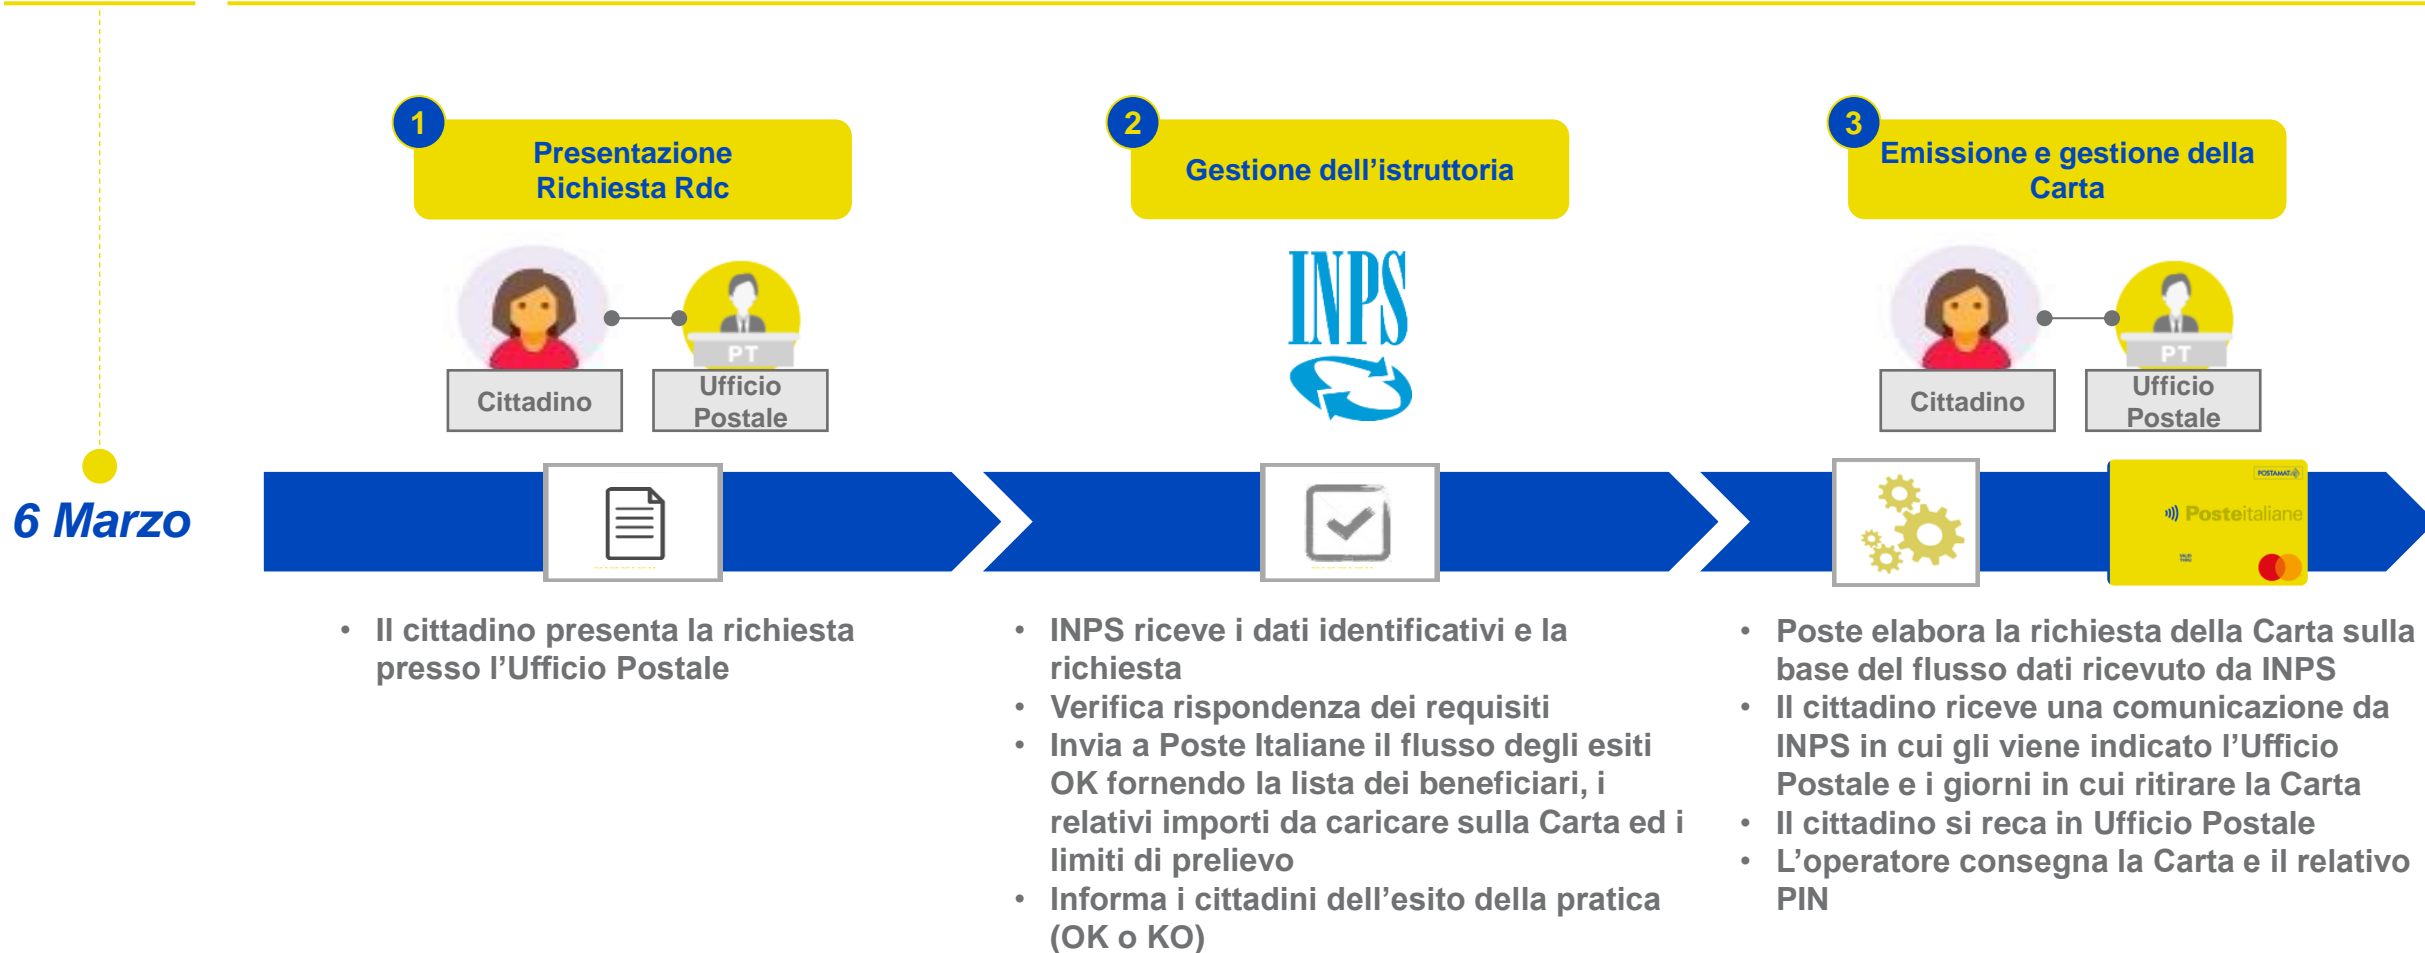 6 Marzo
1
Presentazione
Richiesta Rdc
PT
Cittadino
Ufficio
Postale
• Il cittadino presenta la richiesta
presso l’Ufficio Postale
2
Gestione dell’istruttoria
INPS
• INPS riceve i dati identificativi e la
richiesta
• Verifica rispondenza dei requisiti
• Invia a Poste Italiane il flusso degli esiti
OK fornendo la lista dei beneficiari, i
relativi importi da caricare sulla Carta ed i
limiti di prelievo
• Informa i cittadini dell’esito della pratica
(OK o KO)
3
Emissione e gestione della
Carta
PT
Cittadino
Ufficio
Postale
POSTAMAT
Posteitaliane
• Poste elabora la richiesta della Carta sulla
base del flusso dati ricevuto da INPS
• Il cittadino riceve una comunicazione da
INPS in cui gli viene indicato l’Ufficio
Postale e i giorni in cui ritirare la Carta
• Il cittadino si reca in Ufficio Postale
• L’operatore consegna la Carta e il relativo
PIN